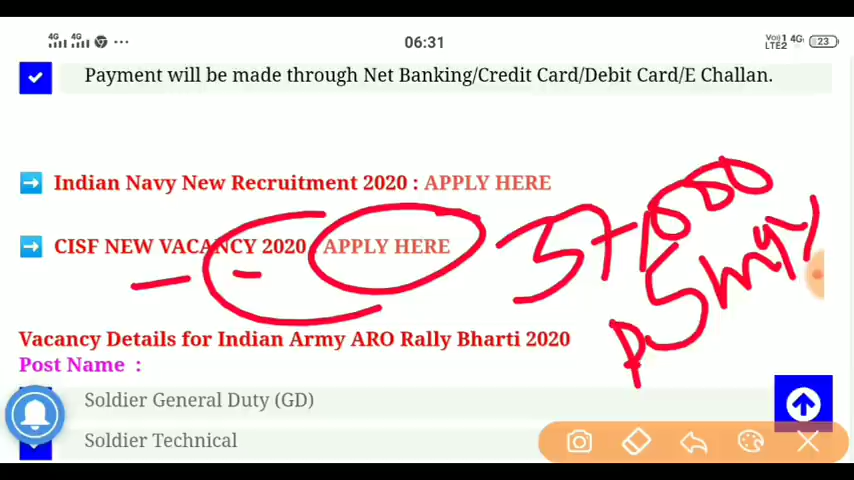 4G 4G
06:31
Vo)) 1 4G
LTE2
23
Payment will be made through Net Banking/Credit Card/Debit Card/E Challan.
Indian Navy New Recruitment 2020 : APPLY HERE
CISF NEW VACANCY 2020 APPLY HERE
Vacancy Details for Indian Army ARO Rally Bharti 2020
Post Name :
Soldier General Duty (GD)
Soldier Technical